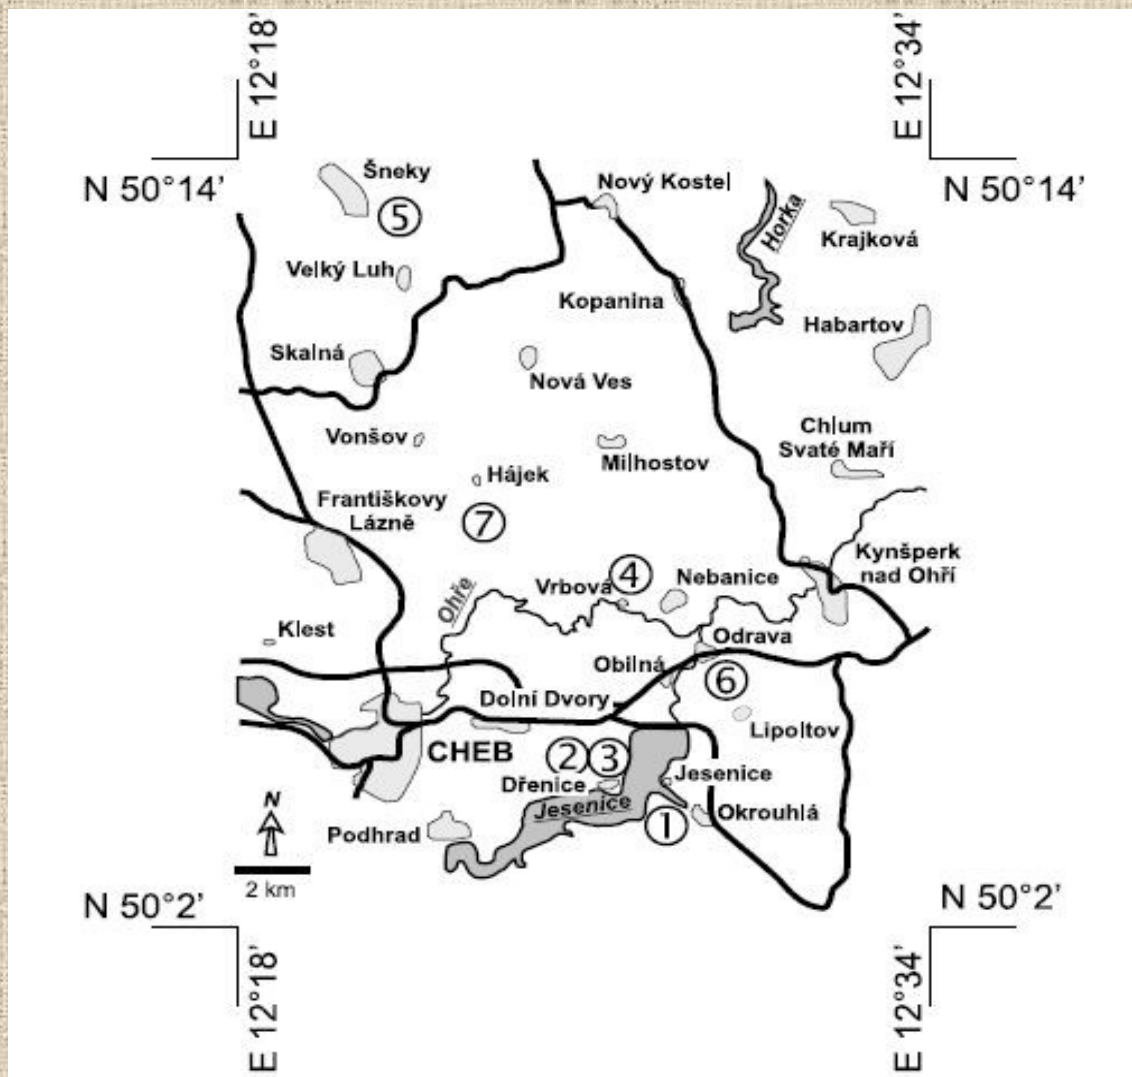 E 12°18'
E 12°34'
N 50°14'
N 50°14'
Šneky
Nový Kostel
5
Horka
Krajková
Velký Luh
Kopanina
Habartov
Skalná
Nová Ves
Chlum
Svaté Maří
Vonšov
Milhostov
Hájek
Františkovy
Lázně
7
Kynšperk
nad Ohří
4
Vrbová
Nebanice
Ohře
Klest
Odrava
Obilná
6
Dolní Dvory
Lipoltov
CHEB
2
3
Jesenice
Dřenice
Jesenice
Okrouhlá
1
Podhrad
N
2 km
N 50°2'
N 50°2'
E 12°18'
E 12°34'